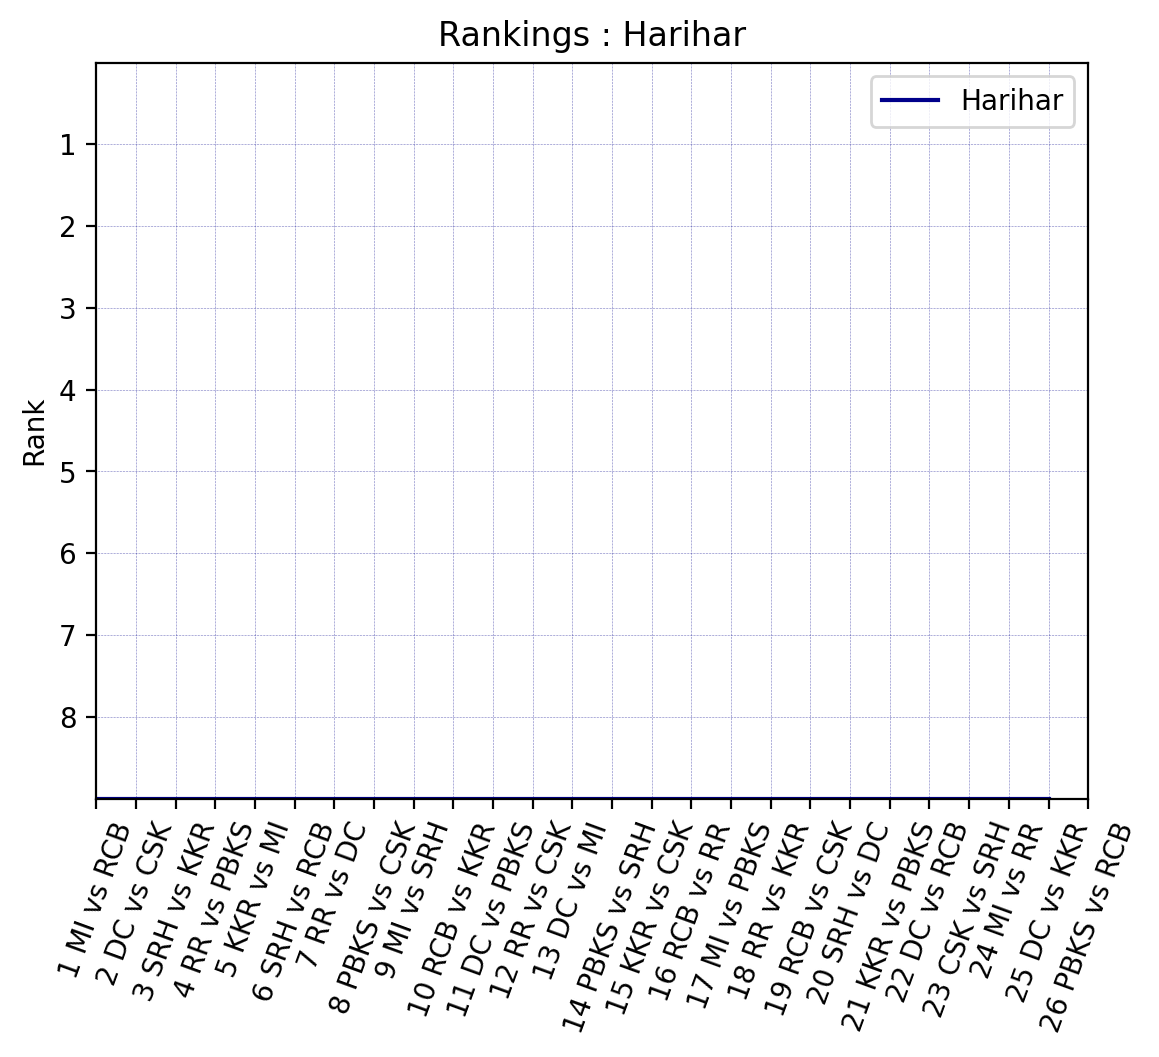 Rankings : Harihar
Harihar
Rank
1
2
3
4
5
6
7
8
1 MI vs RCB
2 DC vs CSK
3 SRH vs KKR
4 RR vs PBKS
5 KKR vs MI
6 SRH vs RCB
7 RR vs DC
8 PBKS vs CSK
9 MI vs SRH
10 RCB vs KKR
11 DC vs PBKS
12 RR vs CSK
13 DC vs MI
14 PBKS vs SRH
15 KKR vs CSK
16 RCB vs RR
17 MI vs PBKS
18 RR vs KKR
19 RCB vs CSK
20 SRH vs DC
21 KKR vs PBKS
22 DC vs RCB
23 CSK vs SRH
24 MI vs RR
25 DC vs KKR
26 PBKS vs RCB